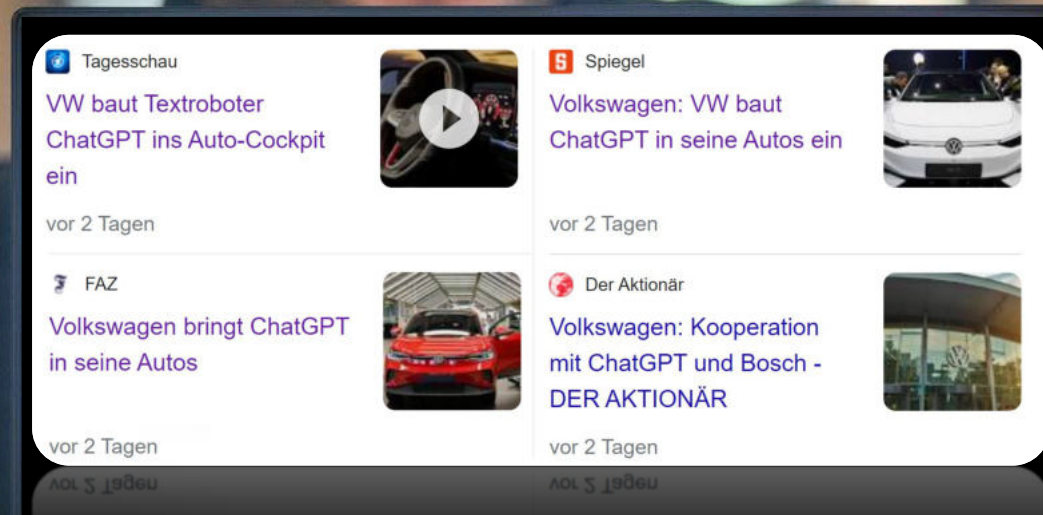 Tagesschau
VW baut Textroboter
ChatGPT ins Auto-Cockpit
ein
vor 2 Tagen
Spiegel
Volkswagen: VW baut
ChatGPT in seine Autos ein
vor 2 Tagen
FAZ
Volkswagen bringt ChatGPT
in seine Autos
vor 2 Tagen
Der Aktionär
Volkswagen: Kooperation
mit ChatGPT und Bosch -
DER AKTIONÄR
vor 2 Tagen